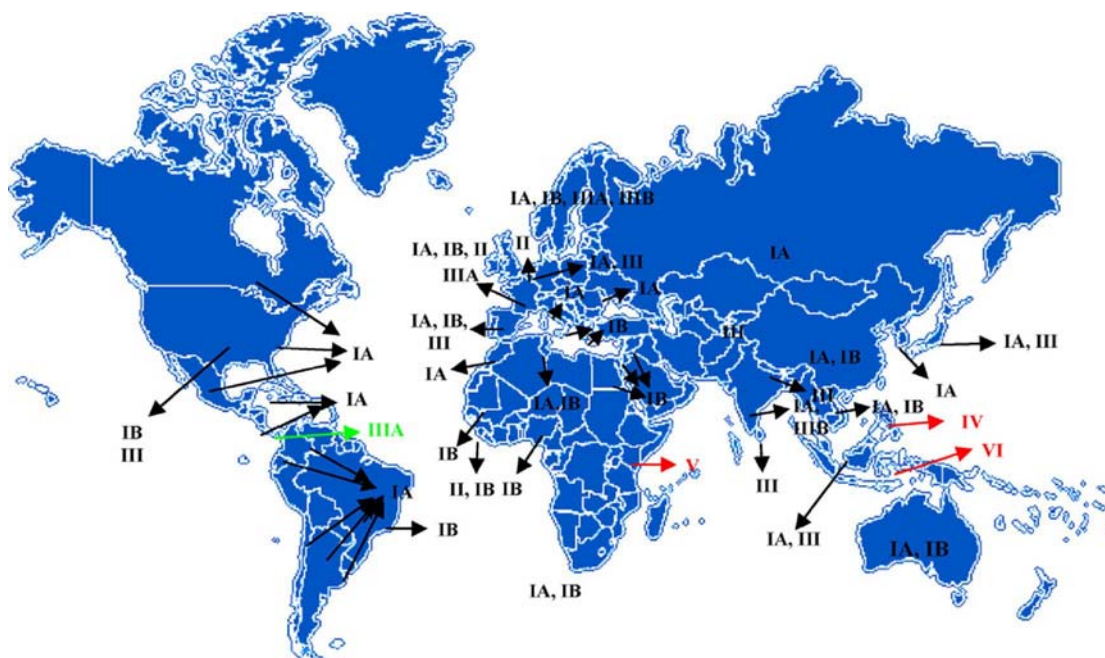 IA, IB, IIIA, IIIB
IA, IB, II
II
IA, III
IA
IIIA
IA
IA
IA, IB,
III
IB
III
IA, IB
IA, III
IA
IA
IA
IA,IB
IB
III
IA,
IIIB
IA, IB
IA
IV
IB
III
IIIA
IB
V
VI
II, IB
IB
III
IA
IB
IA, III
IA, IB
IA, IB